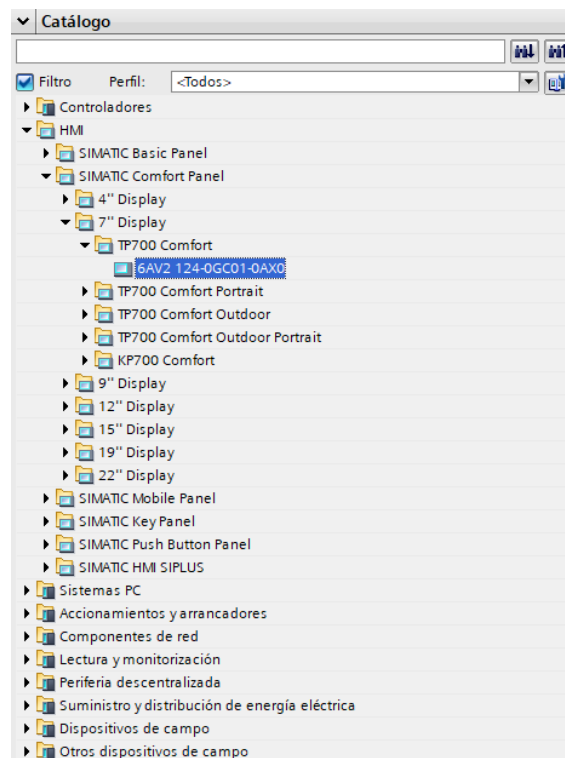 Catálogo
Filtro Perfil: <Todos>
Controladores
HMI
SIMATIC Basic Panel
SIMATIC Comfort Panel
4'' Display
7'' Display
TP700 Comfort
6AV2 124-0GC01-0AX0
TP700 Comfort Portrait
TP700 Comfort Outdoor
TP700 Comfort Outdoor Portrait
KP700 Comfort
9'' Display
12'' Display
15'' Display
19'' Display
22'' Display
SIMATIC Mobile Panel
SIMATIC Key Panel
SIMATIC Push Button Panel
SIMATIC HMI SIPLUS
Sistemas PC
Accionamientos y arrancadores
Componentes de red
Lectura y monitorización
Periferia descentralizada
Suministro y distribución de energía eléctrica
Dispositivos de campo
Otros dispositivos de campo